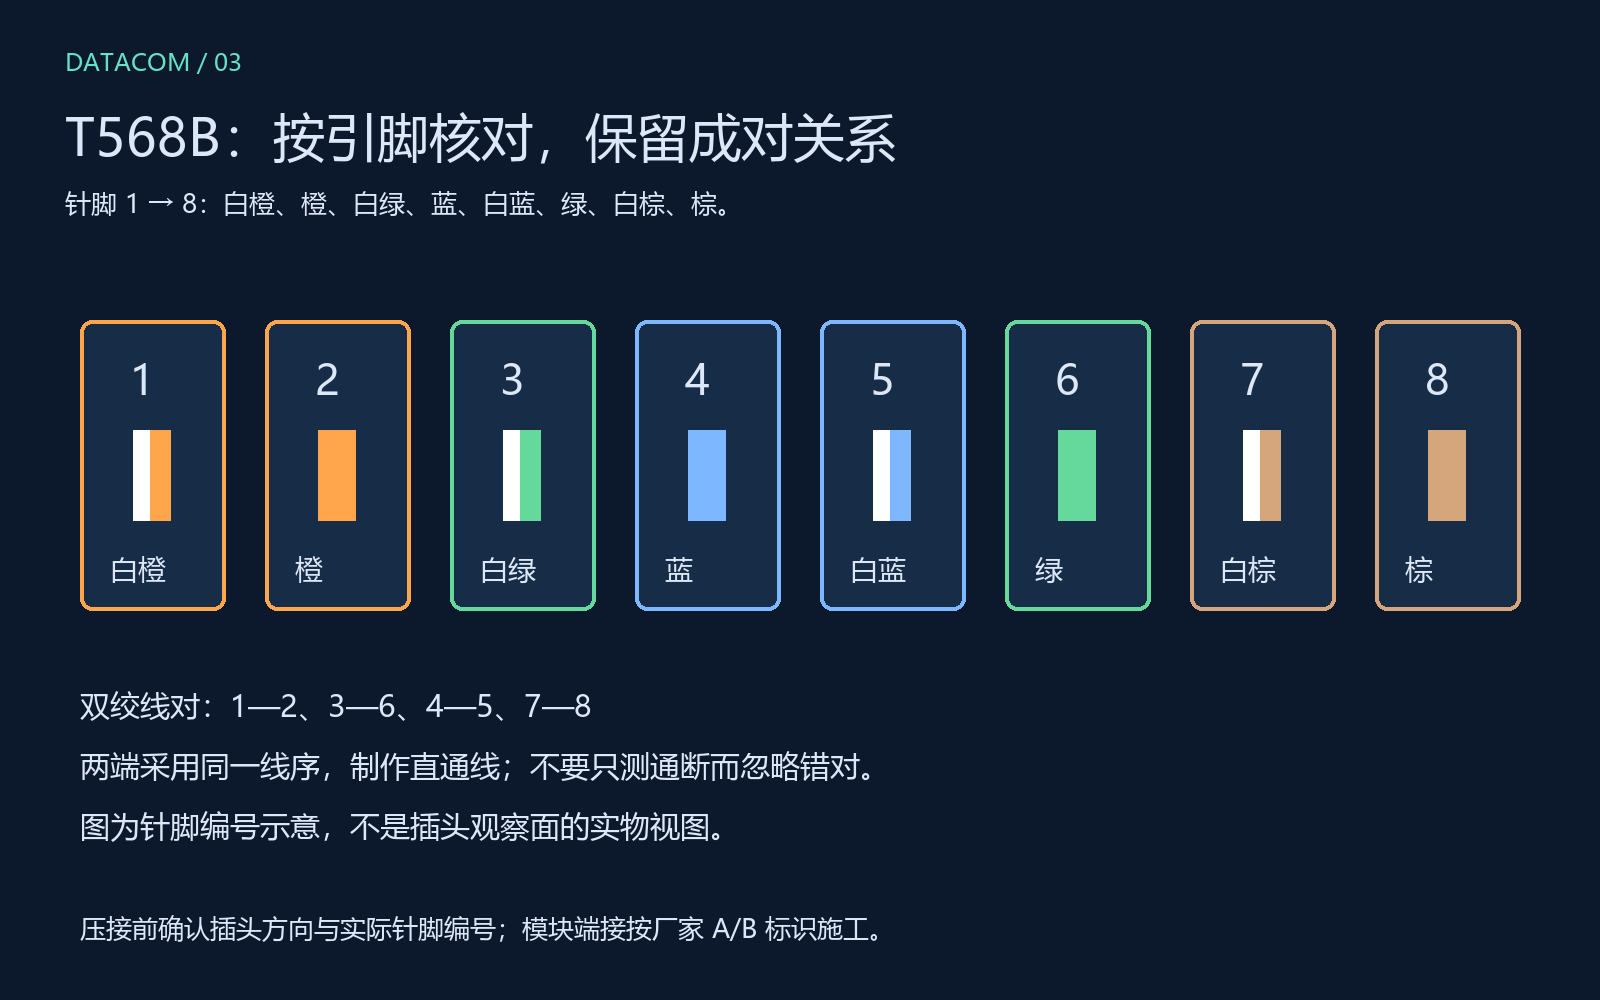 DATACOM / 03
T568B：按引脚核对，保留成对关系
针脚 1 → 8：白橙、橙、白绿、蓝、白蓝、绿、白棕、棕。
1 2 3 4 5 6 7 8
白橙 橙 白绿 蓝 白蓝 绿 白棕 棕
双绞线对：1—2、3—6、4—5、7—8
两端采用同一线序，制作直通线；不要只测通断而忽略错对。
图为针脚编号示意，不是插头观察面的实物视图。
压接前确认插头方向与实际针脚编号；模块端接按厂家 A/B 标识施工。